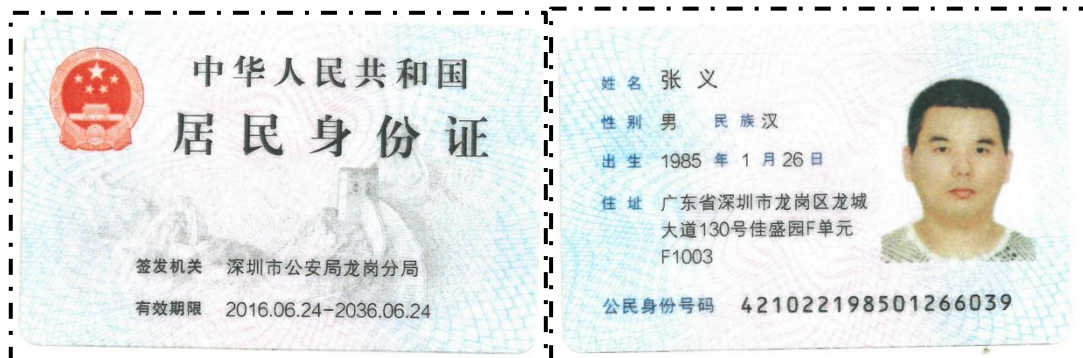 中华人民共和国
居民身份证
签发机关 深圳市公安局龙岗分局
有效期限 2016.06.24-2036.06.24
姓名 张义
性别 男 民族 汉
出生 1985 年 1 月 26 日
住址 广东省深圳市龙岗区龙城
大道130号佳盛园F单元
F1003
公民身份号码 421022198501266039